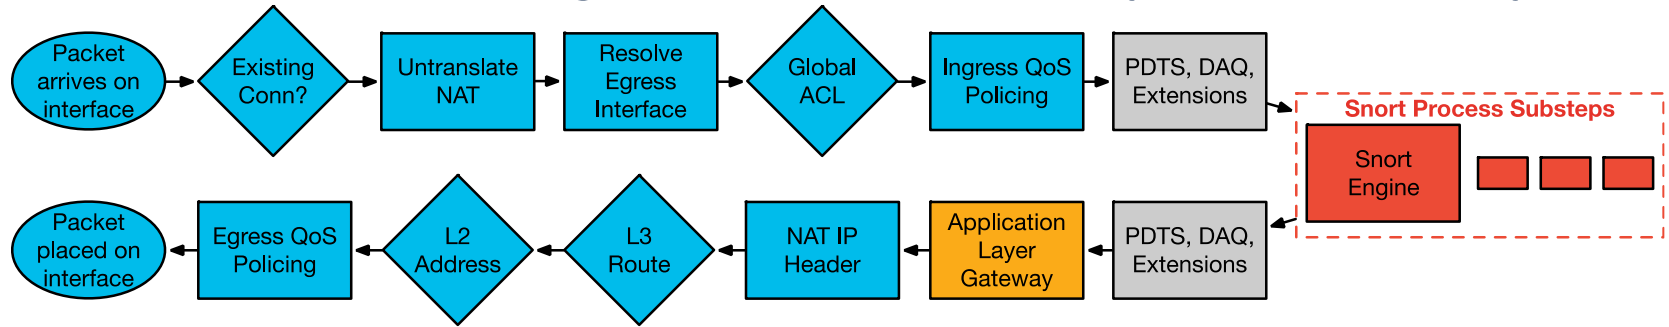 Packet
arrives on
interface
Existing
Conn?
Untranslate
NAT
Resolve
Egress
Interface
Global
ACL
Ingress QoS
Policing
PDTS, DAQ,
Extensions
Snort Process Substeps
Snort
Engine
Packet
placed on
interface
Egress QoS
Policing
L2
Address
L3
Route
NAT IP
Header
Application
Layer
Gateway
PDTS, DAQ,
Extensions